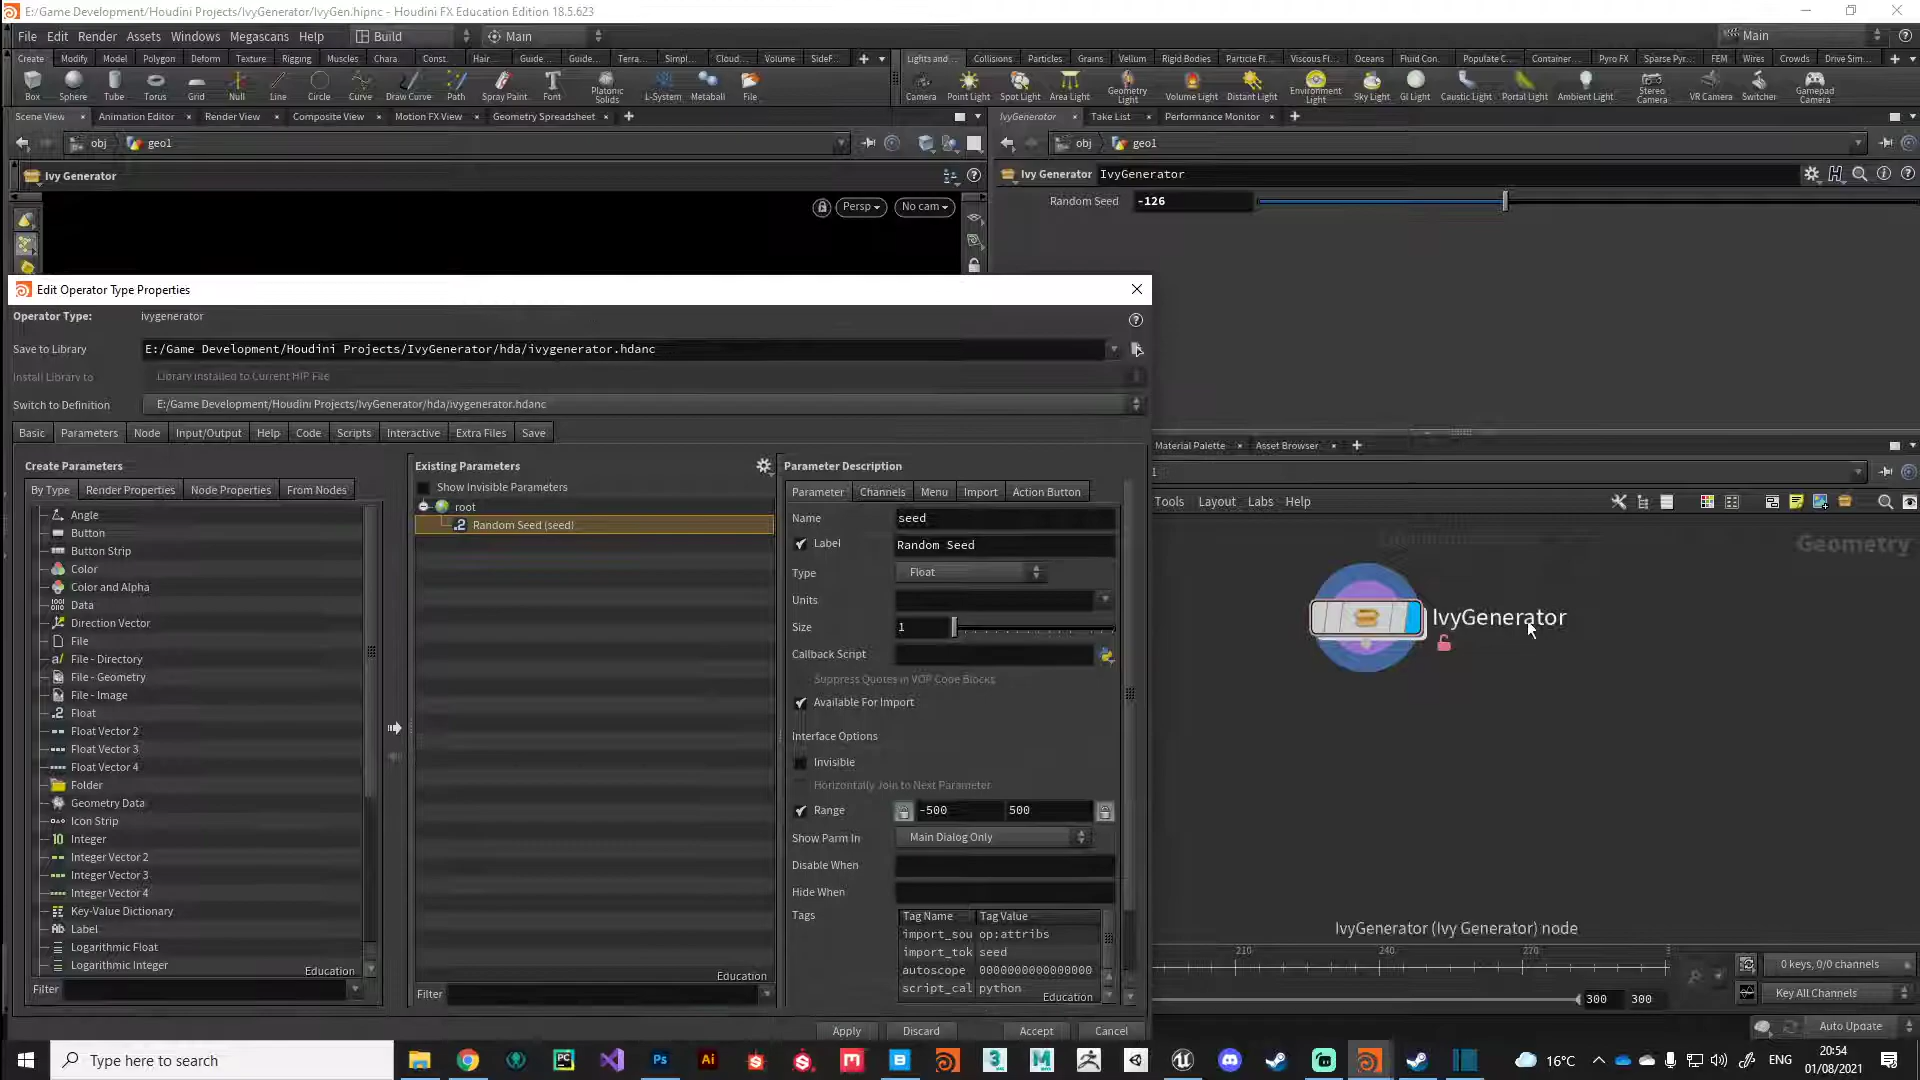 E:/Game Development/Houdini Projects/IvyGenerator/IvyGen.hipnc - Houdini FX Education Edition 18.5.623
File Edit Render Assets Windows Megascans Help Build Main Main
Create Modify Model Polygon Deform Texture Rigging Muscles Chara. Const. Hair... Guide... Guide... Terra... Simpl... Cloud... Volume SideF... Lights and ... Collisions Particles Grains Vellum Rigid Bodies Particle Fl... Viscous Fl... Oceans Fluid Con... Populate C... Container... Pyro FX Sparse Pyr... FEM Wires Crowds Drive Sim...
Box Sphere Tube Torus Grid Null Line Circle Curve Draw Curve Path Spray Paint Font Platonic Solids L-System Metaball File Camera Point Light Spot Light Area Light Geometry Light Volume Light Distant Light Environment Light Sky Light GI Light Caustic Light Portal Light Ambient Light Stereo Camera VR Camera Switcher Gamepad Camera
Scene View Animation Editor Render View Composite View Motion FX View Geometry Spreadsheet IvyGenerator Take List Performance Monitor
obj geo1 obj geo1
Ivy Generator Ivy Generator IvyGenerator
Persp No cam
Random Seed -126
Edit Operator Type Properties
Operator Type: ivygenerator
Save to Library E:/Game Development/Houdini Projects/IvyGenerator/hda/ivygenerator.hdanc
Install Library to Library Installed to Current HIP File
Switch to Definition E:/Game Development/Houdini Projects/IvyGenerator/hda/ivygenerator.hdanc
Basic Parameters Node Input/Output Help Code Scripts Interactive Extra Files Save
Create Parameters
By Type Render Properties Node Properties From Nodes
Angle
Button
Button Strip
Color
Color and Alpha
Data
Direction Vector
File
File - Directory
File - Geometry
File - Image
Float
Float Vector 2
Float Vector 3
Float Vector 4
Folder
Geometry Data
Icon Strip
Integer
Integer Vector 2
Integer Vector 3
Integer Vector 4
Key-Value Dictionary
Label
Logarithmic Float
Logarithmic Integer
Education
Filter
Existing Parameters
Show Invisible Parameters
root
Random Seed (seed)
Education
Filter
Parameter Description
Parameter Channels Menu Import Action Button
Name seed
Label Random Seed
Type Float
Units
Size 1
Callback Script
Suppress Quotes in VOP Code Blocks
Available For Import
Interface Options
Invisible
Horizontally Join to Next Parameter
Range -500 500
Show Parm In Main Dialog Only
Disable When
Hide When
Tags Tag Name Tag Value
import_sou op:attribs
import_tok seed
autoscope 0000000000000000
script_cal python
Education
Apply Discard Accept Cancel
Material Palette Asset Browser
1
Tools Layout Labs Help
Geometry
IvyGenerator
IvyGenerator (Ivy Generator) node
210 240 270
0 keys, 0/0 channels
300 300 Key All Channels
Auto Update
Type here to search
16°C ENG 20:54
01/08/2021